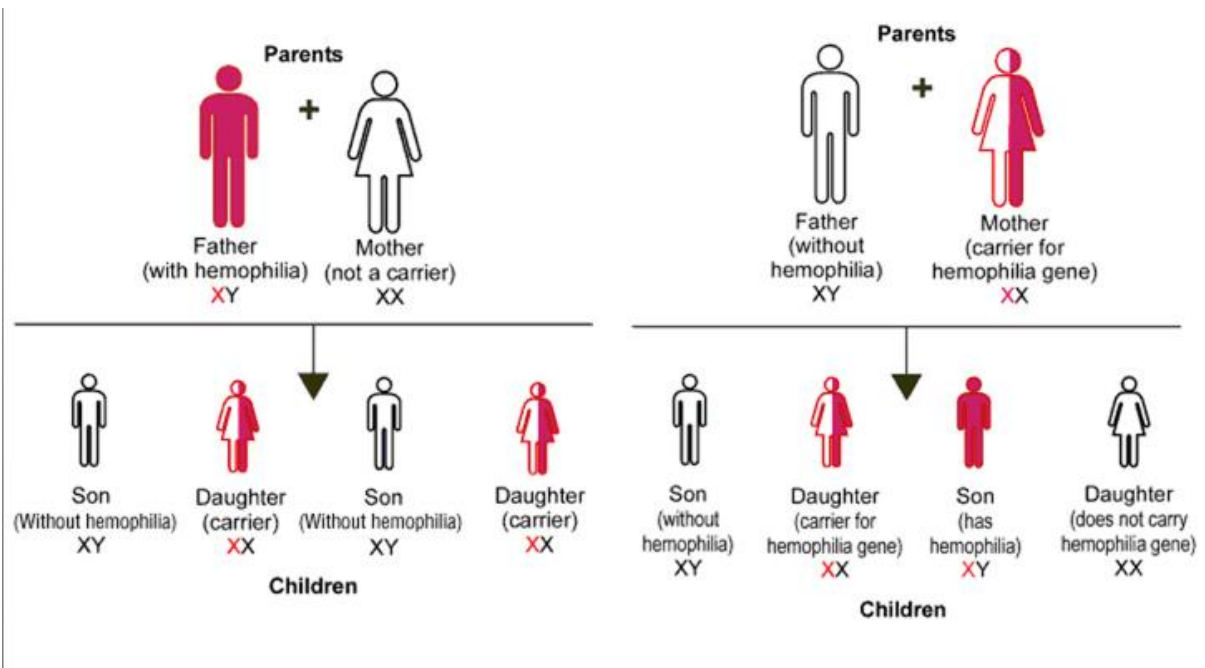 Parents
+
Father
(with hemophilia)
XY
Mother
(not a carrier)
XX
Son
(Without hemophilia)
XY
Daughter
(carrier)
XX
Son
(Without hemophilia)
XY
Daughter
(carrier)
XX
Children
Parents
+
Father
(without
hemophilia)
XY
Mother
(carrier for
hemophilia gene)
XX
Son
(without
hemophilia)
XY
Daughter
(carrier for
hemophilia gene)
XX
Son
(has
hemophilia)
XY
Daughter
(does not carry
hemophilia gene)
XX
Children